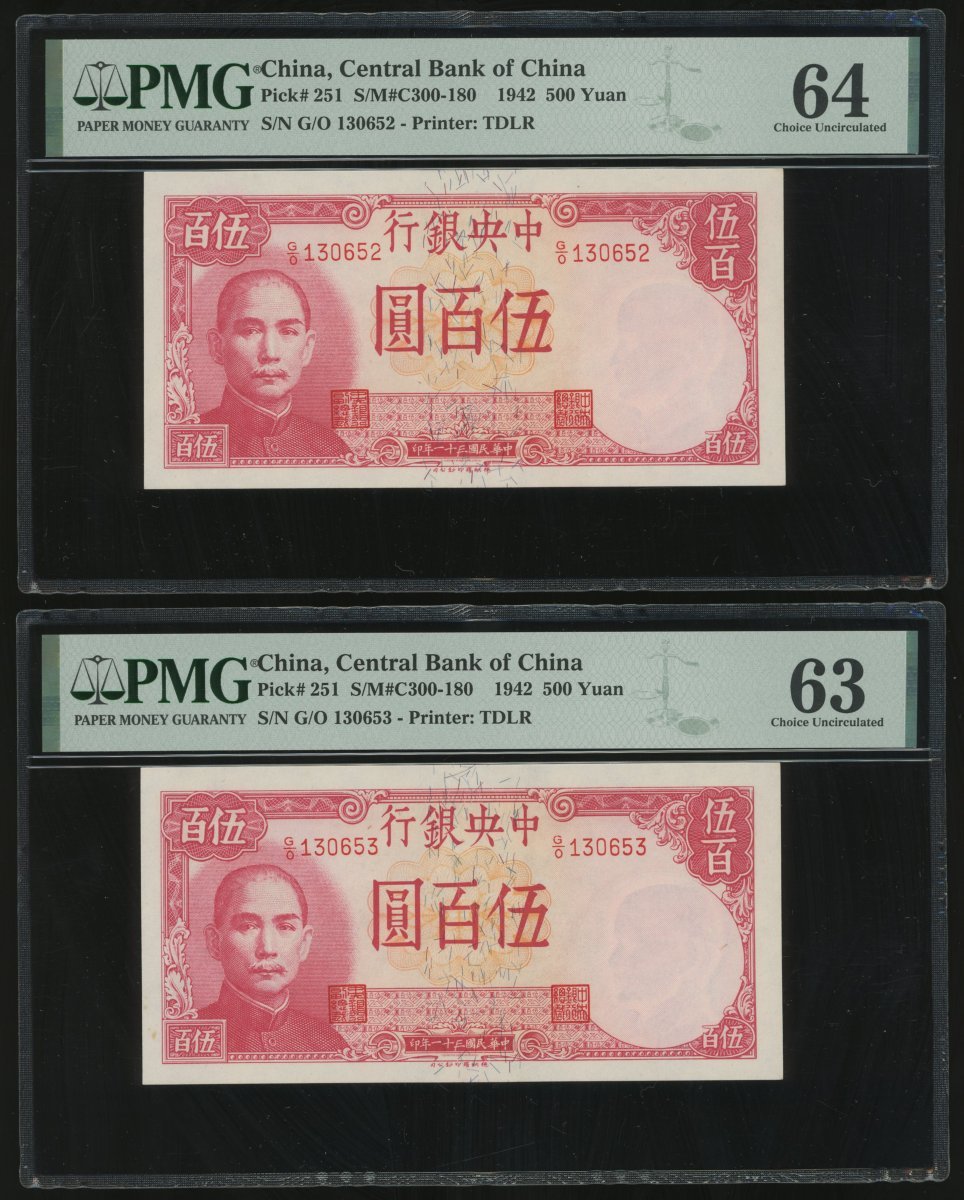 PMG® China, Central Bank of China
Pick# 251 S/M#C300-180 1942 500 Yuan
PAPER MONEY GUARANTY
S/N G/O 130652 - Printer: TDLR
64
Choice Uncirculated
伍百
中央銀行
伍百
G/0 130652
G/0 130652
伍百圓
伍百
中華民國三十一年印
伍百
PMG® China, Central Bank of China
Pick# 251 S/M#C300-180 1942 500 Yuan
PAPER MONEY GUARANTY
S/N G/O 130653 - Printer: TDLR
63
Choice Uncirculated
伍百
中央銀行
伍百
G/0 130653
G/0 130653
伍百圓
伍百
中華民國三十一年印
伍百